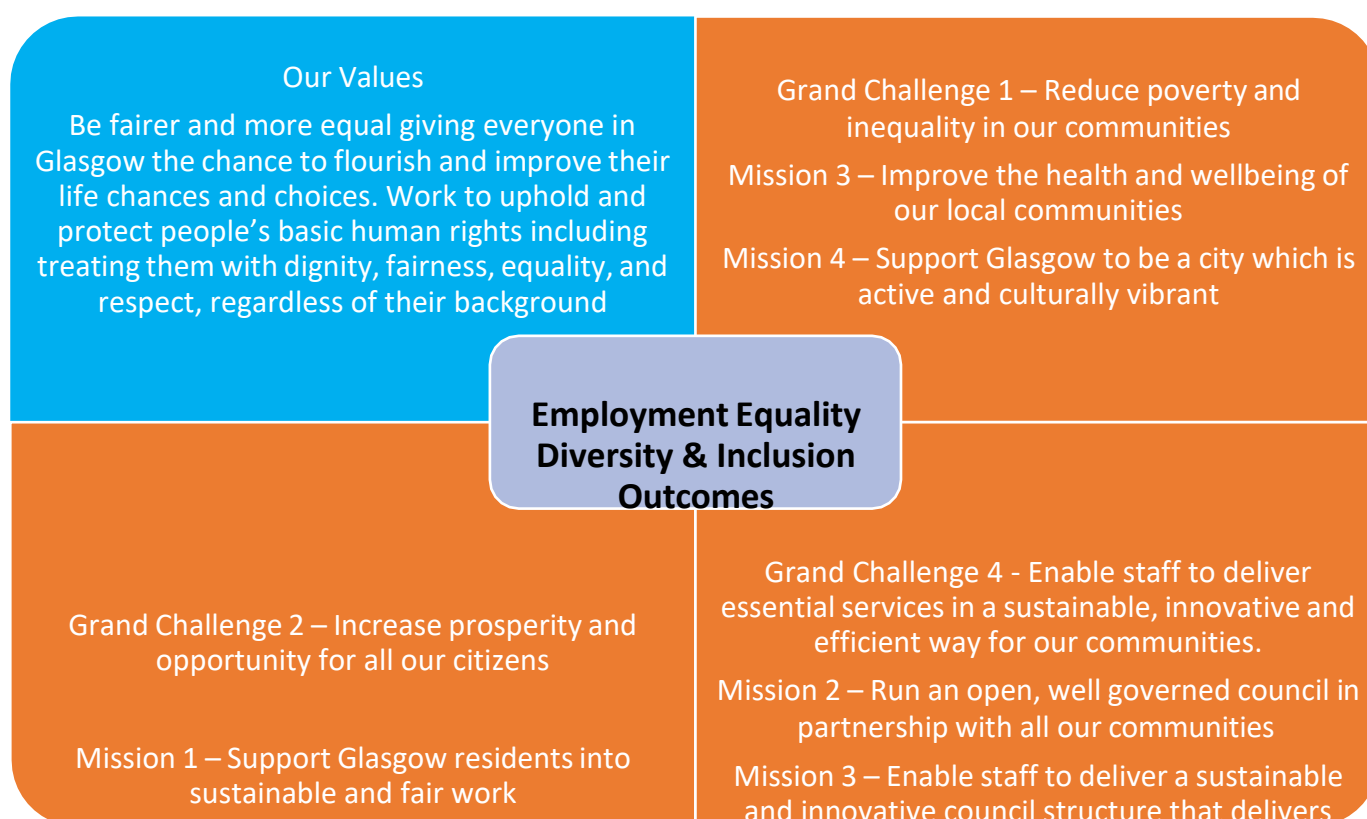 Our Values
Be fairer and more equal giving everyone in
Glasgow the chance to flourish and improve their
life chances and choices. Work to uphold and
protect people’s basic human rights including
treating them with dignity, fairness, equality, and
respect, regardless of their background
Grand Challenge 1 – Reduce poverty and
inequality in our communities
Mission 3 – Improve the health and wellbeing of
our local communities
Mission 4 – Support Glasgow to be a city which is
active and culturally vibrant
Employment Equality
Diversity & Inclusion
Outcomes
Grand Challenge 2 – Increase prosperity and
opportunity for all our citizens
Mission 1 – Support Glasgow residents into
sustainable and fair work
Grand Challenge 4 - Enable staff to deliver
essential services in a sustainable, innovative and
efficient way for our communities.
Mission 2 – Run an open, well governed council in
partnership with all our communities
Mission 3 – Enable staff to deliver a sustainable
and innovative council structure that delivers